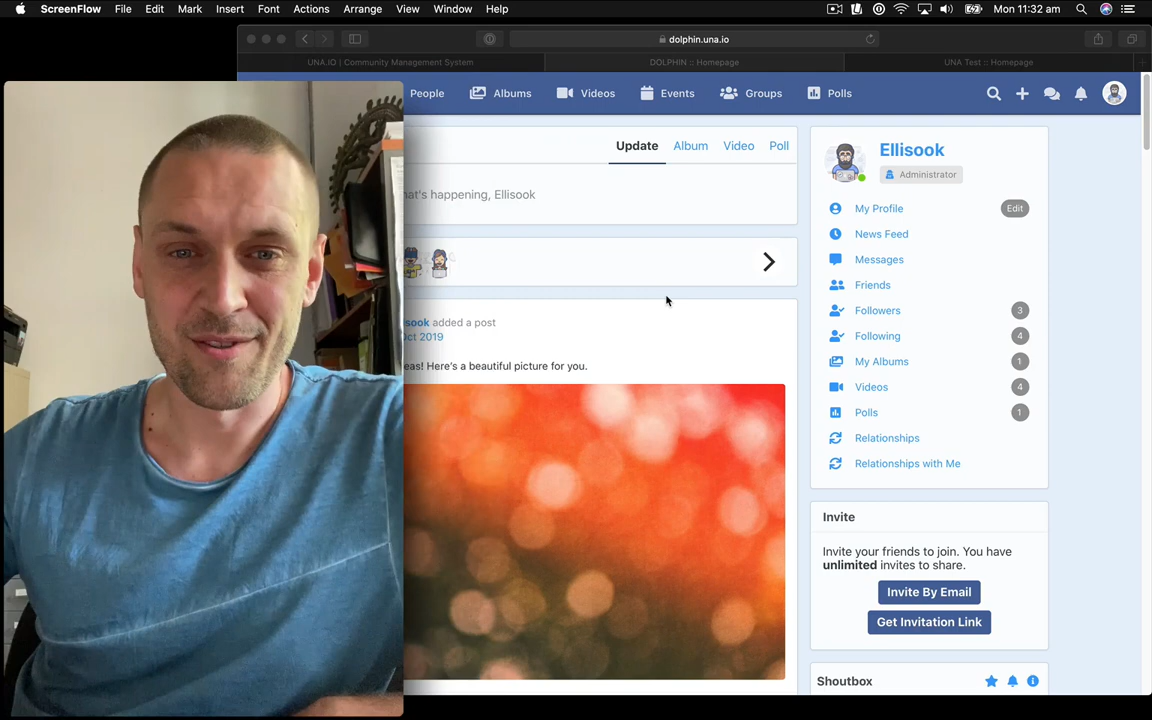 ScreenFlow File Edit Mark Insert Font Actions Arrange View Window Help
Mon 11:32 am
dolphin.una.io
UNA.IO | Community Management System
DOLPHIN :: Homepage
UNA Test :: Homepage
People Albums Videos Events Groups Polls
Update Album Video Poll
at's happening, Ellisook
sook added a post
Oct 2019
eas! Here's a beautiful picture for you.
Ellisook
Administrator
My Profile Edit
News Feed
Messages
Friends
Followers 3
Following 4
My Albums 1
Videos 4
Polls 1
Relationships
Relationships with Me
Invite
Invite your friends to join. You have
unlimited invites to share.
Invite By Email
Get Invitation Link
Shoutbox